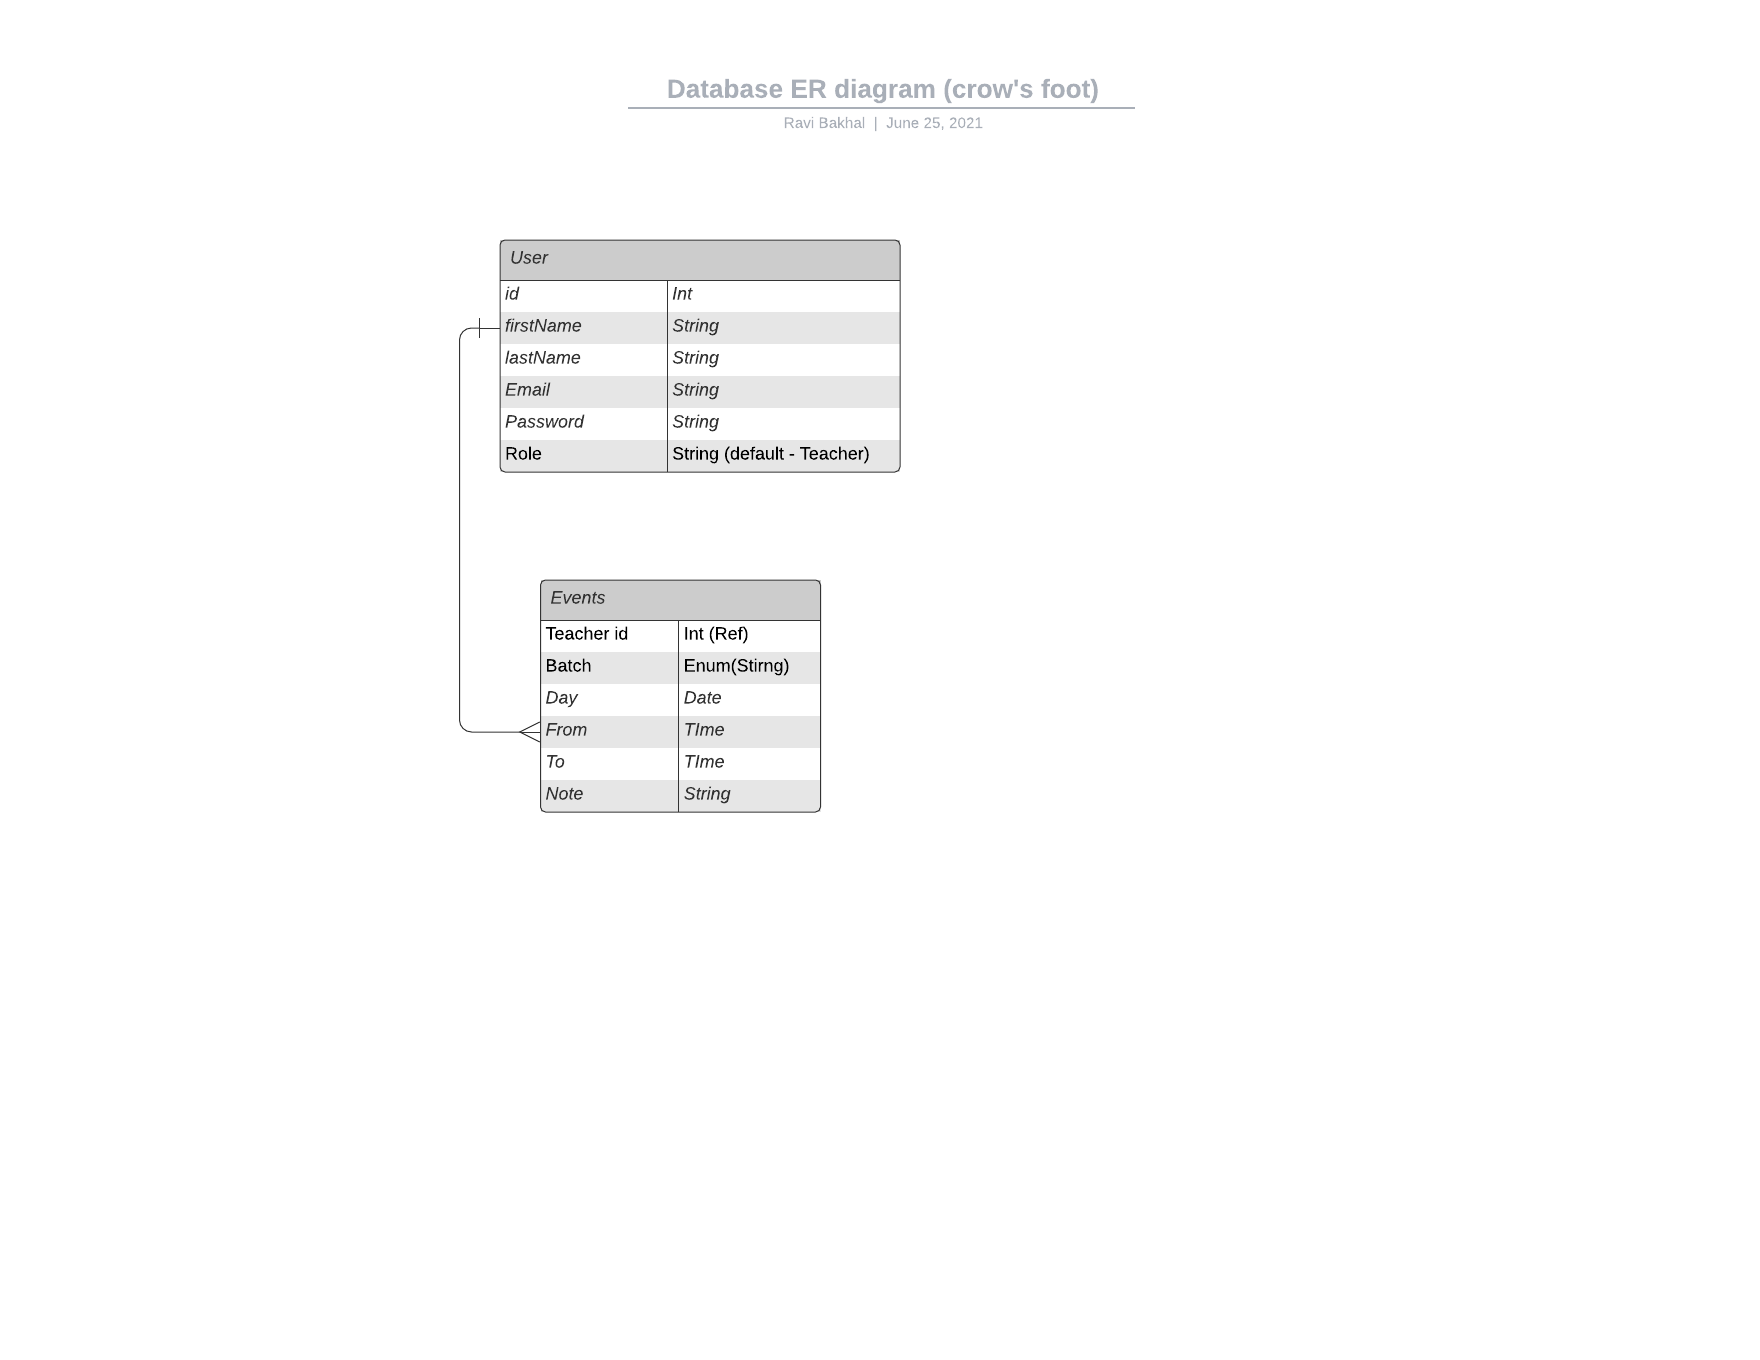 Database ER diagram (crow's foot)
Ravi Bakhal | June 25, 2021
User
id Int
firstName String
lastName String
Email String
Password String
Role String (default - Teacher)
Events
Teacher id Int (Ref)
Batch Enum(Stirng)
Day Date
From TIme
To TIme
Note String